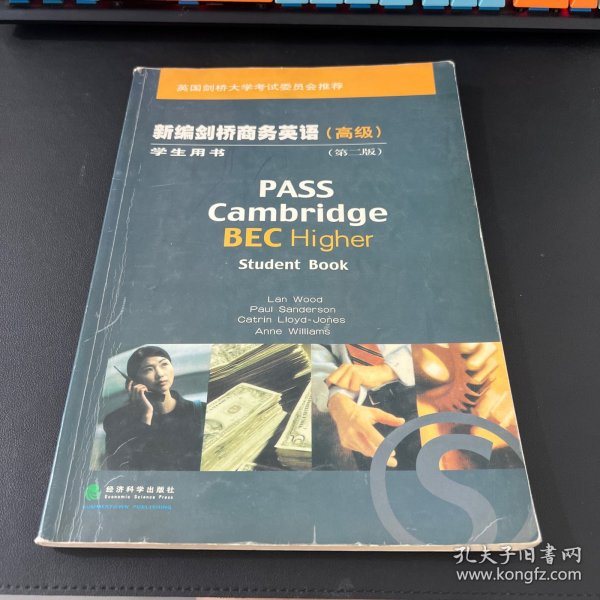 英国剑桥大学考试委员会推荐
新编剑桥商务英语(高级)
学生用书 (第二版)
PASS
Cambridge
BEC Higher
Student Book
Lan Wood
Paul Sanderson
Catrin Lloyd-Jones
Anne Williams
经济科学出版社
Economic Science Press
SUMMERTOWN PUBLISHING
孔夫子旧书网
www.kongfz.com